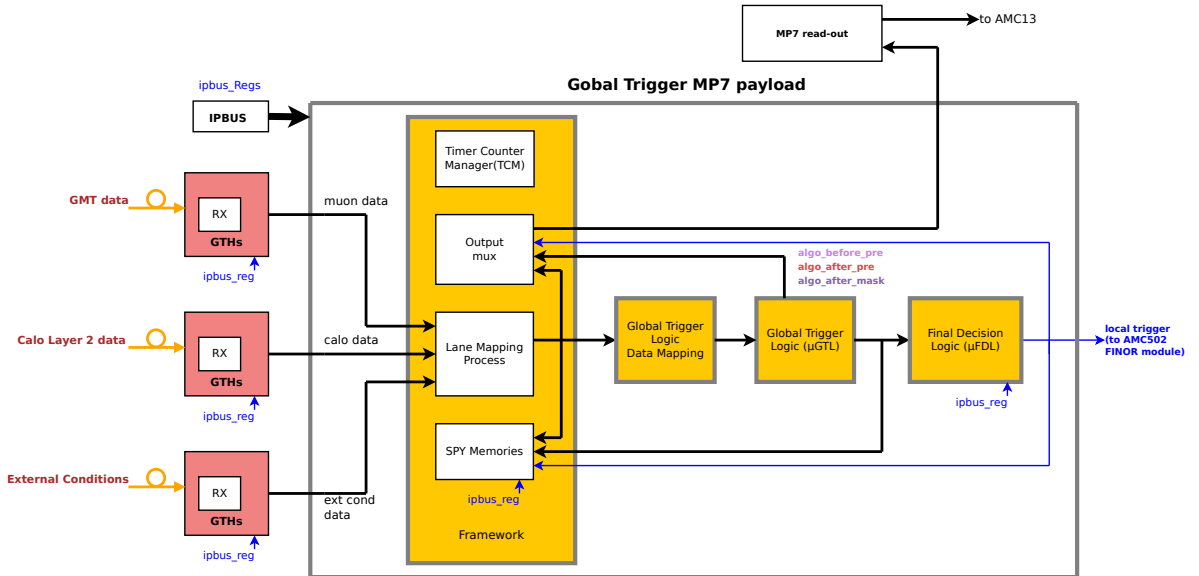 to AMC13
MP7 read-out
ipbus_Regs
Gobal Trigger MP7 payload
IPBUS
Timer Counter
Manager(TCM)
GMT data
RX
GTHs
ipbus_reg
muon data
Output
mux
algo_before_pre
algo_after_pre
algo_after_mask
Calo Layer 2 data
RX
GTHs
ipbus_reg
calo data
Lane Mapping
Process
Global Trigger
Logic
Data Mapping
Global Trigger
Logic (µGTL)
Final Decision
Logic (µFDL)
ipbus_reg
local trigger
(to AMC502
FINOR module)
External Conditions
RX
GTHs
ipbus_reg
ext cond
data
SPY Memories
ipbus_reg
Framework